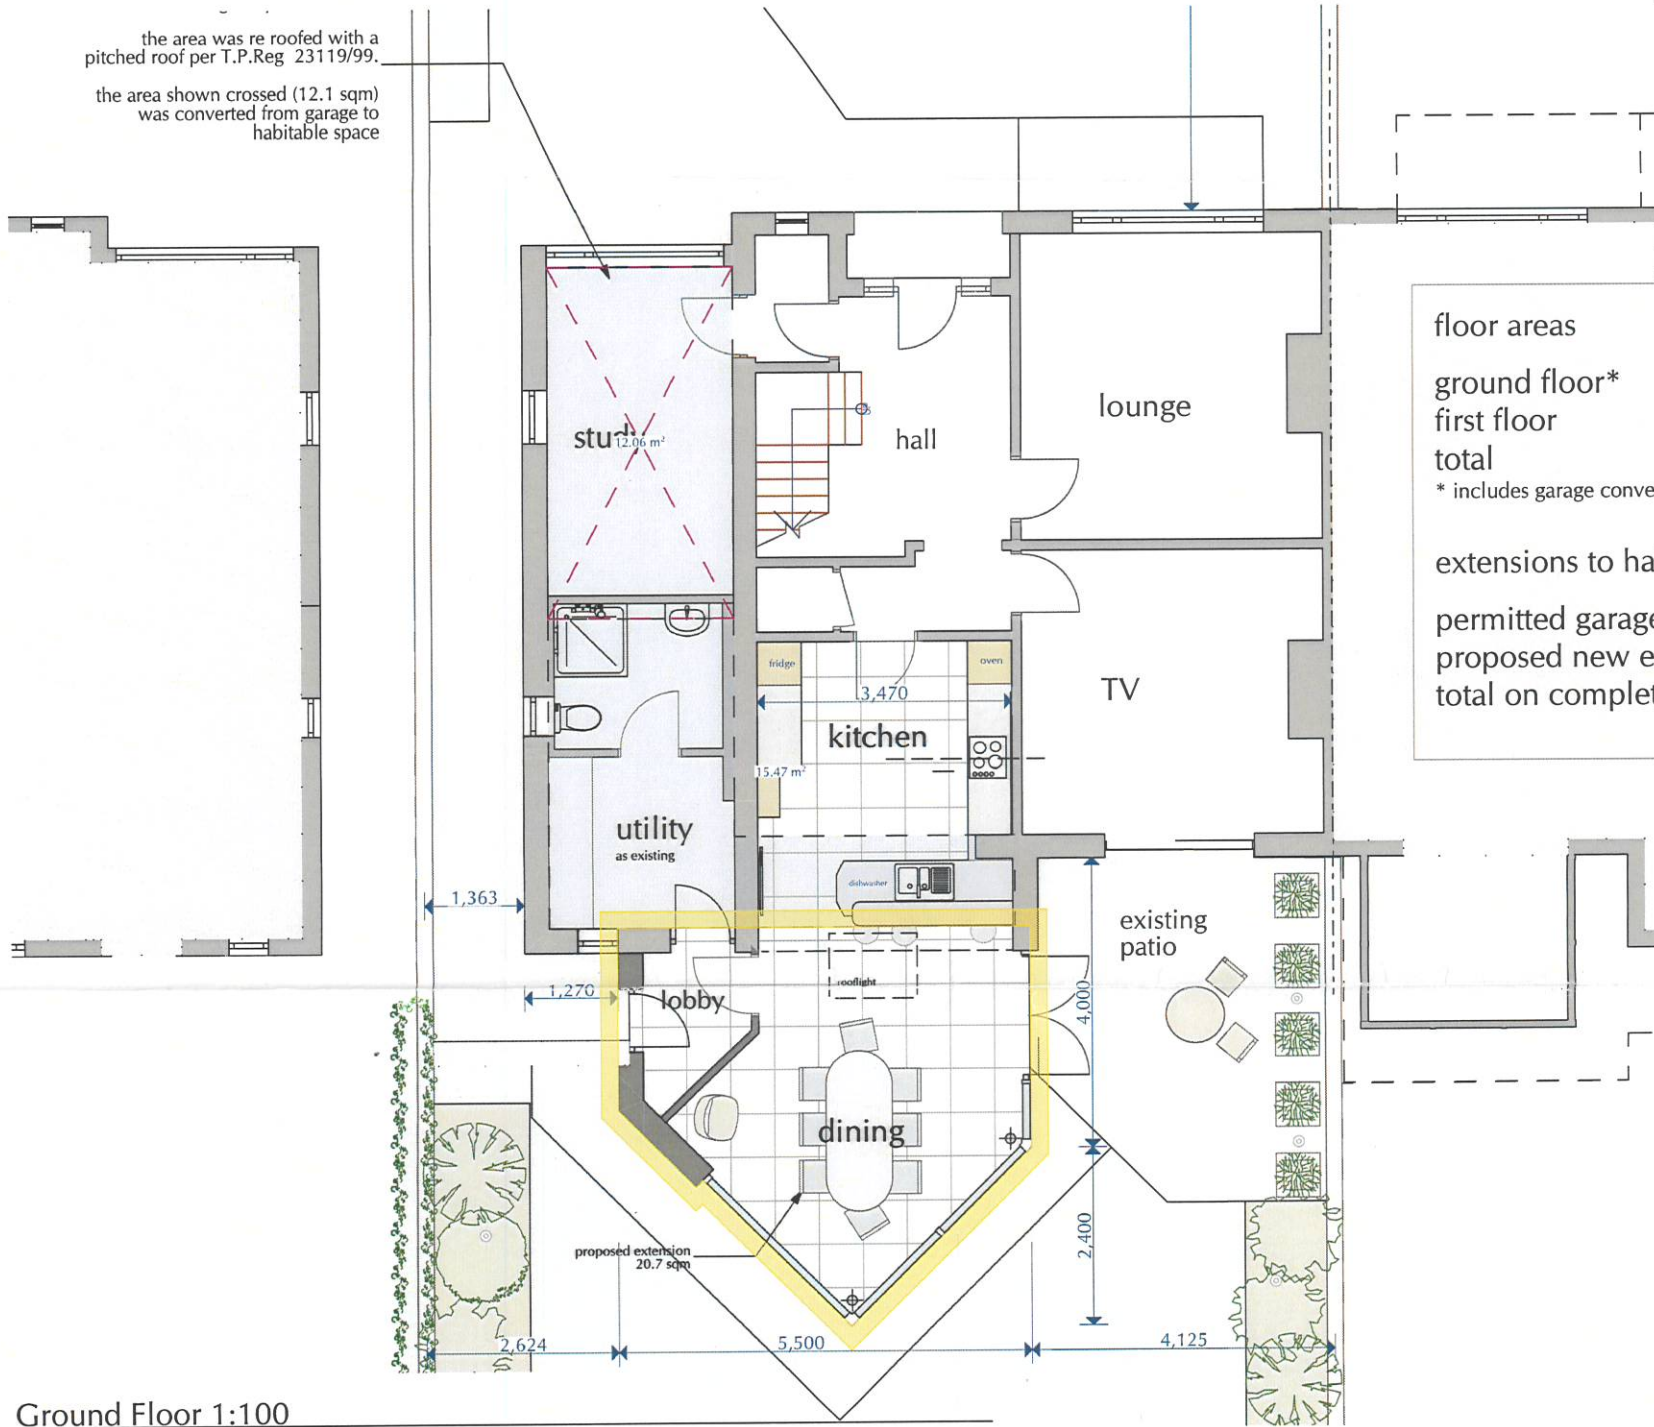 the area was re roofed with a
pitched roof per T.P.Reg 23119/99.
the area shown crossed (12.1 sqm)
was converted from garage to
habitable space
floor areas
ground floor*
first floor
total
* includes garage conve
extensions to ha
permitted garage
proposed new e
total on complet
study
12.06 m²
hall
lounge
fridge
oven
3,470
kitchen
TV
15.47 m²
utility
as existing
dishwasher
1,363
existing
patio
1,270
lobby
rooflight
4,000
dining
proposed extension
20.7 sqm
2,400
2,624
5,500
4,125
Ground Floor 1:100